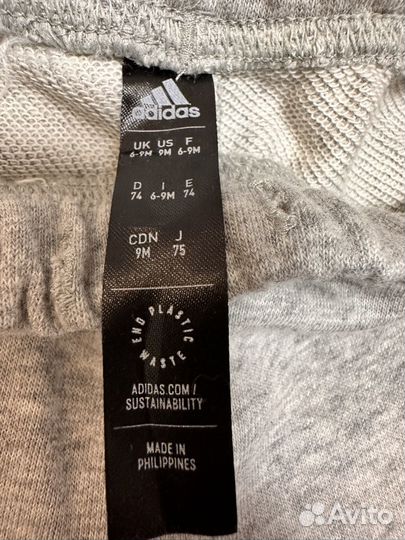 adidas
UK US F
6-9M 9M 6-9M
D I E
74 6-9M 74
CDN J
9M 75
END PLASTIC WASTE
ADIDAS.COM/
SUSTAINABILITY
MADE IN
PHILIPPINES
Avito